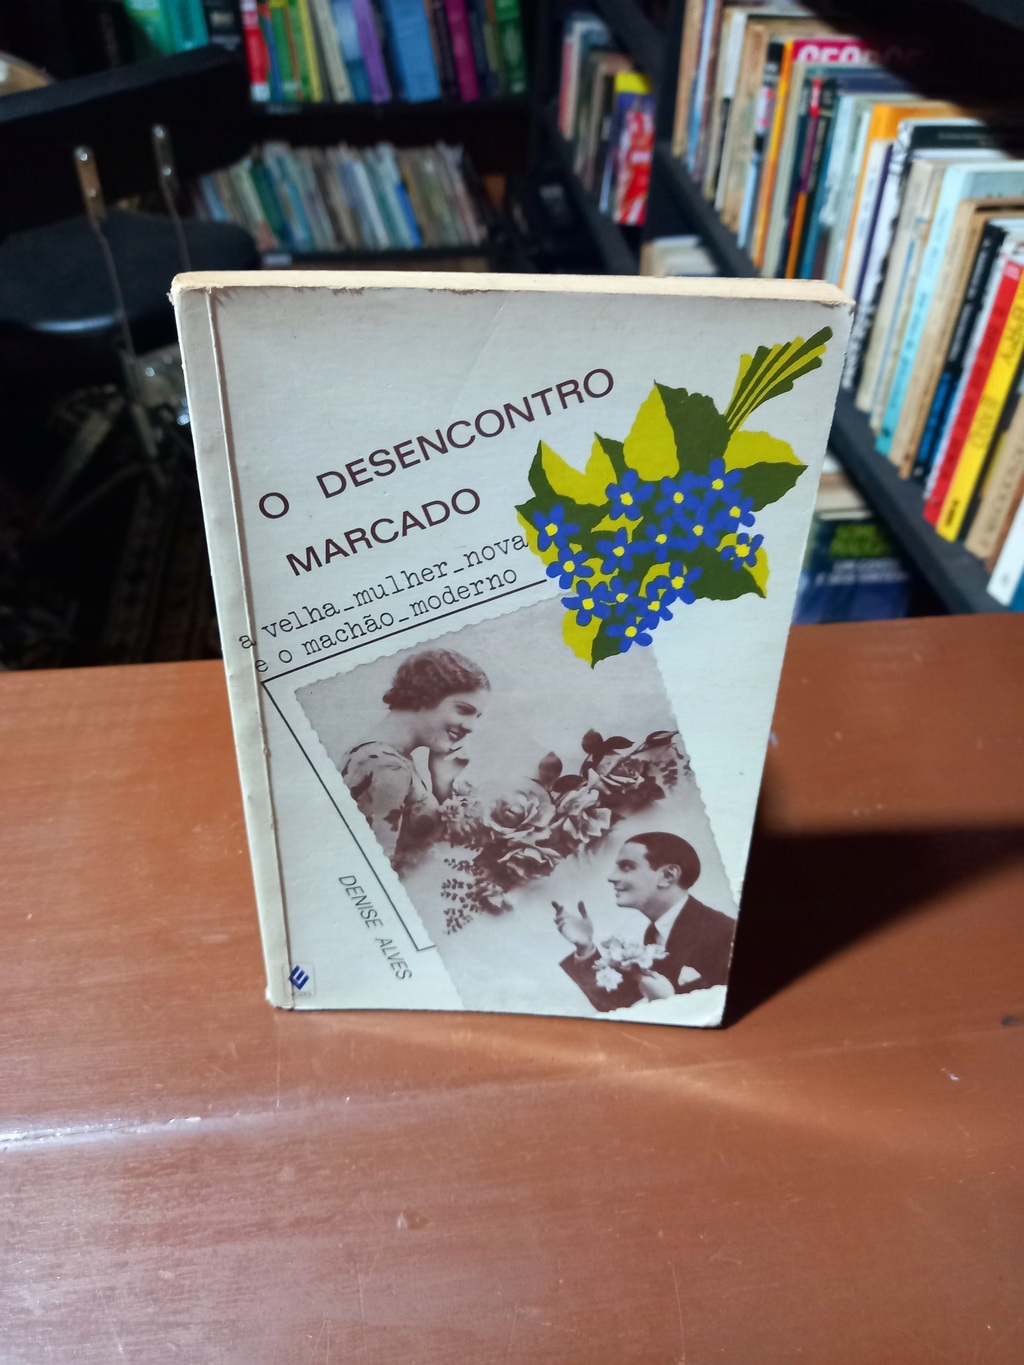 O DESENCONTRO
MARCADO
a velha_mulher_nova
e o machão_moderno
DENISE ALVES